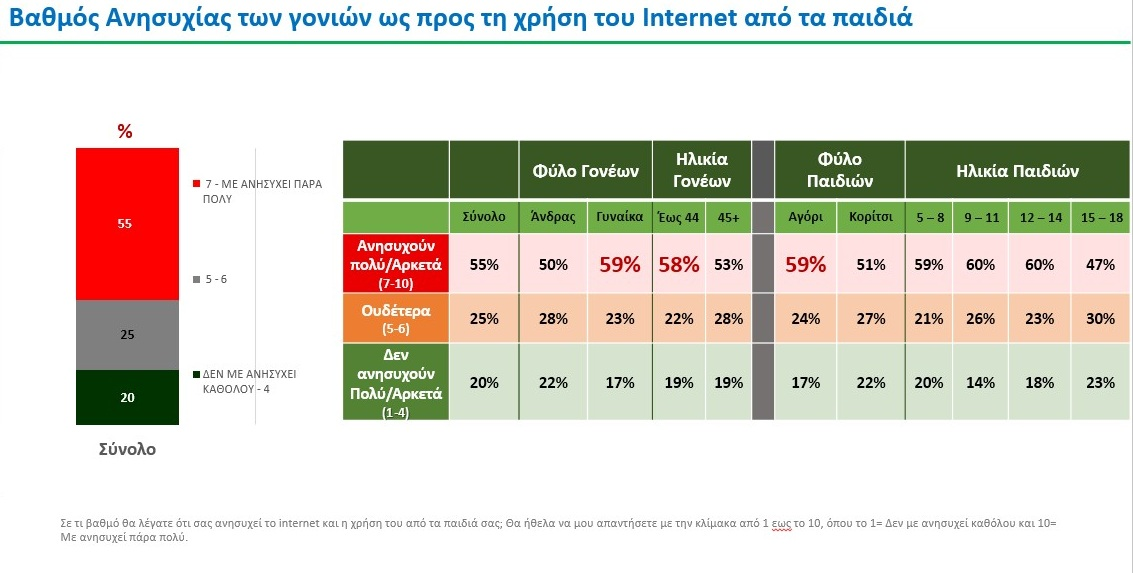 Βαθμός Ανησυχίας των γονιών ως προς τη χρήση του Internet από τα παιδιά
%
55
25
20
Σύνολο
7 - ΜΕ ΑΝΗΣΥΧΕΙ ΠΑΡΑ
ΠΟΛΥ
5 - 6
ΔΕΝ ΜΕ ΑΝΗΣΥΧΕΙ
ΚΑΘΟΛΟΥ - 4
Φύλο Γονέων Ηλικία Γονέων Φύλο Παιδιών Ηλικία Παιδιών
Σύνολο Άνδρας Γυναίκα Έως 44 45+ Αγόρι Κορίτσι 5 – 8 9 – 11 12 – 14 15 – 18
Ανησυχούν
πολύ/Αρκετά
(7-10)
55% 50% 59% 58% 53% 59% 51% 59% 60% 60% 47%
Ουδέτερα
(5-6)
25% 28% 23% 22% 28% 24% 27% 21% 26% 23% 30%
Δεν
ανησυχούν
Πολύ/Αρκετά
(1-4)
20% 22% 17% 19% 19% 17% 22% 20% 14% 18% 23%
Σε τι βαθμό θα λέγατε ότι σας ανησυχεί το internet και η χρήση του από τα παιδιά σας; Θα ήθελα να μου απαντήσετε με την κλίμακα από 1 εως το 10, όπου το 1= Δεν με ανησυχεί καθόλου και 10=
Με ανησυχεί πάρα πολύ.